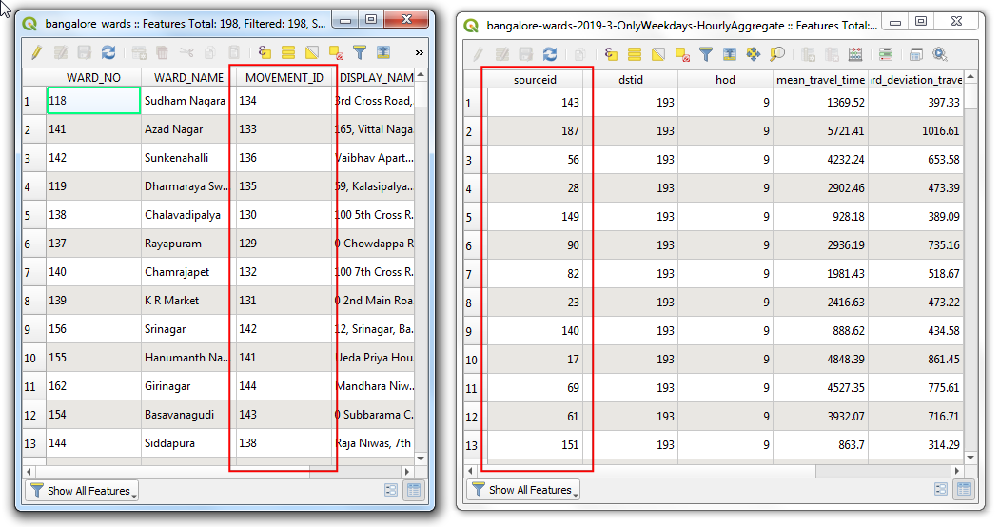 bangalore_wards :: Features Total: 198, Filtered: 198, S...
WARD_NO WARD_NAME MOVEMENT_ID DISPLAY_NAM
1 118 Sudham Nagara 134 3rd Cross Road,
2 141 Azad Nagar 133 165, Vittal Naga
3 142 Sunkenahalli 136 Vaibhav Apart...
4 119 Dharmaraya Sw... 135 59, Kalasipalya...
5 138 Chalavadipalya 130 100 5th Cross R.
6 137 Rayapuram 129 0 Chowdappa R
7 140 Chamrajapet 132 100 7th Cross R.
8 139 K R Market 131 0 2nd Main Roa.
9 156 Srinagar 142 12, Srinagar, Ba.
10 155 Hanumanth Na... 141 Ueda Priya Hou.
11 162 Girinagar 144 Mandhara Niw...
12 154 Basavanagudi 143 0 Subbarama C.
13 144 Siddapura 138 Raja Niwas, 7th
Show All Features
bangalore-wards-2019-3-OnlyWeekdays-HourlyAggregate :: Features Total:...
sourceid dstid hod mean_travel_time rd_deviation_trave
1 143 193 9 1369.52 397.33
2 187 193 9 5721.41 1016.61
3 56 193 9 4232.24 653.58
4 28 193 9 2902.46 473.39
5 149 193 9 928.18 389.09
6 90 193 9 2936.19 735.16
7 82 193 9 1981.43 518.67
8 23 193 9 2416.63 473.22
9 140 193 9 888.62 434.58
10 17 193 9 4848.39 861.45
11 69 193 9 4527.35 775.61
12 61 193 9 3932.07 716.71
13 151 193 9 863.7 314.29
Show All Features